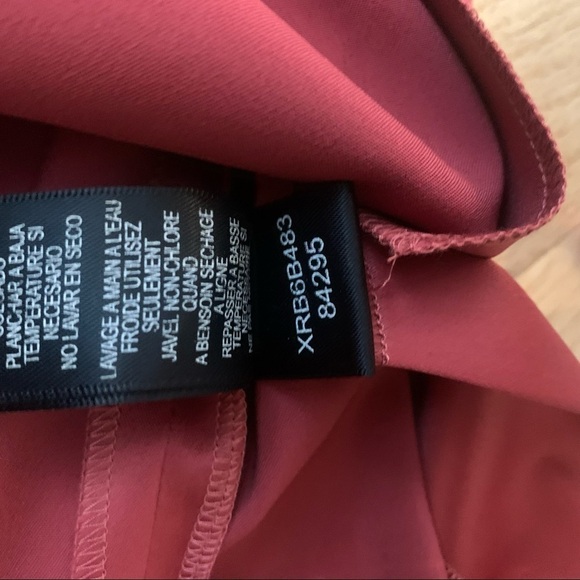 PLANCHAR A BAJA
TEMPERATURE SI
NECESARIO
NO LAVAR EN SECO
LAVAGE A MAIN A L'EAU
FROIDE UTILISEZ
SEULEMENT
JAVEL NON-CHLORE
QUAND
A BENSOIN SECHAGE
A LIGNE
REPASSER A BASSE
TEMPERATURE SI
XRB6B483
84295